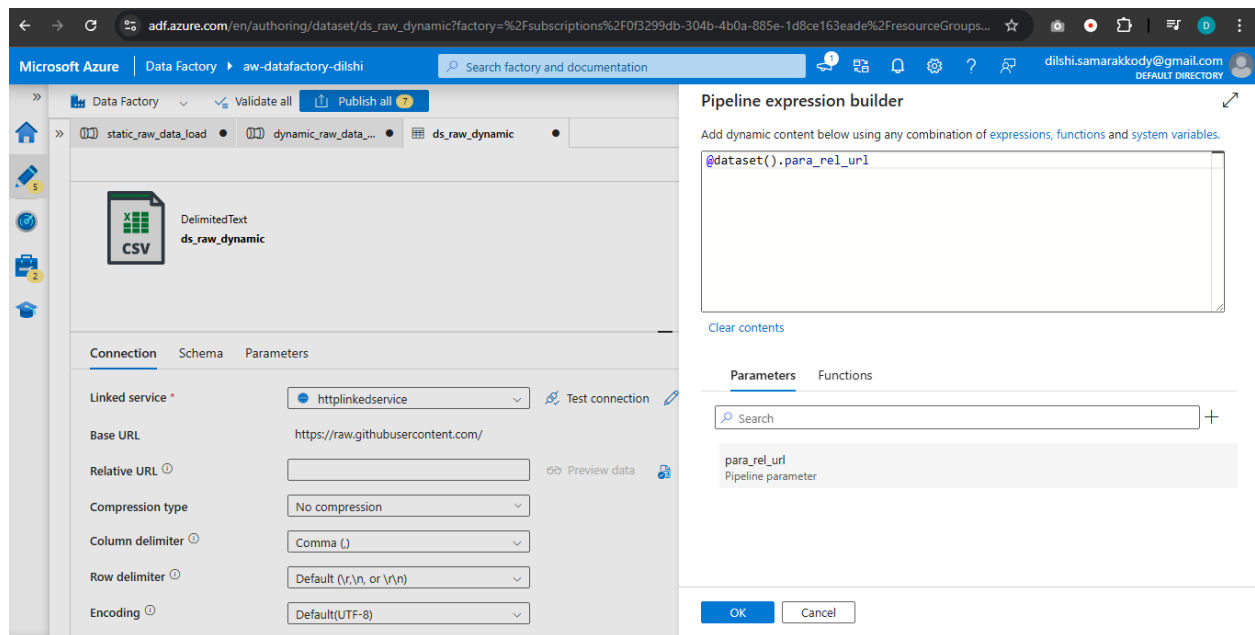 adf.azure.com/en/authoring/dataset/ds_raw_dynamic?factory=%2Fsubscriptions%2F0f3299db-304b-4b0a-885e-1d8ce163eade%2FresourceGroups...
D
Microsoft Azure
Data Factory
aw-datafactory-dilshi
Search factory and documentation
1
dilshi.samarakkody@gmail.com
DEFAULT DIRECTORY
Data Factory
Validate all
Publish all 7
static_raw_data_load
dynamic_raw_data_...
ds_raw_dynamic
5
2
CSV
DelimitedText
ds_raw_dynamic
Connection
Schema
Parameters
Linked service *
httplinkedservice
Test connection
Base URL
https://raw.githubusercontent.com/
Relative URL
Preview data
Compression type
No compression
Column delimiter
Comma (,)
Row delimiter
Default (\r,\n, or \r\n)
Encoding
Default(UTF-8)
Pipeline expression builder
Add dynamic content below using any combination of expressions, functions and system variables.
@dataset().para_rel_url
Clear contents
Parameters
Functions
Search
para_rel_url
Pipeline parameter
OK
Cancel